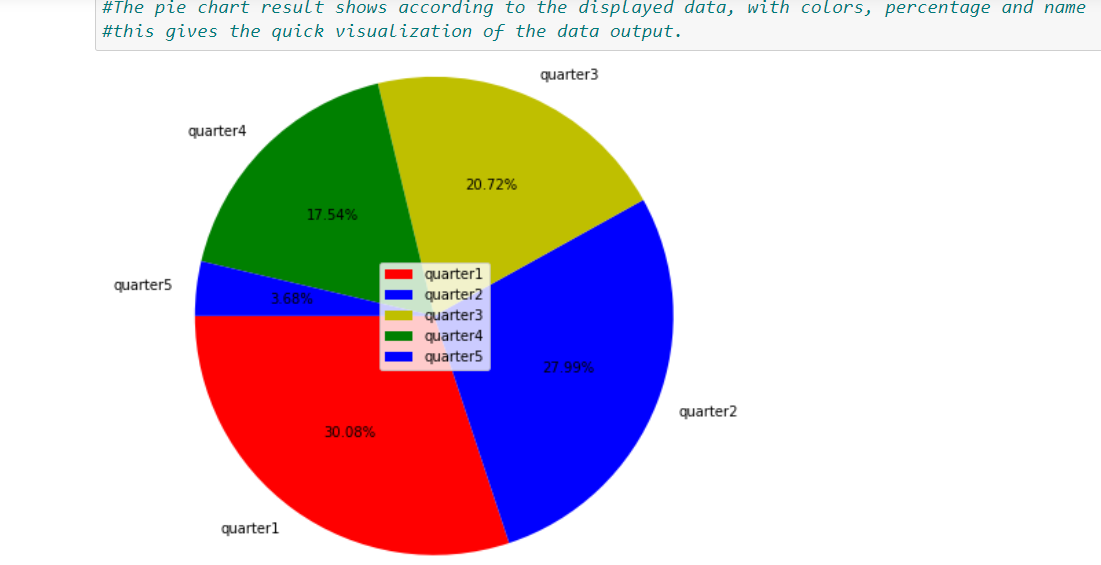 #The pie chart result shows according to the displayed data, with colors, percentage and name
#this gives the quick visualization of the data output.
quarter3
quarter4
20.72%
17.54%
quarter5
3.68%
quarter1
quarter2
quarter3
quarter4
quarter5
27.99%
quarter2
30.08%
quarter1